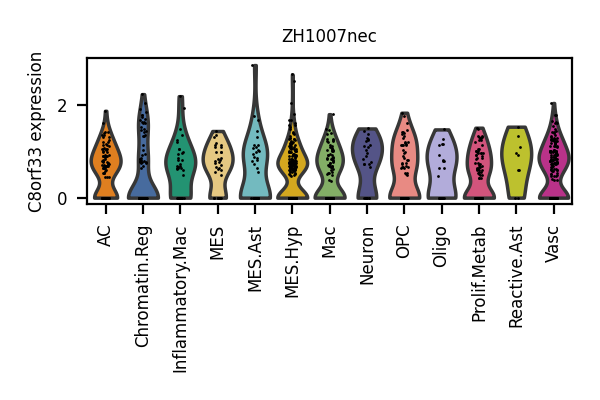 ZH1007nec
C8orf33 expression
2
0
AC
Chromatin.Reg
Inflammatory.Mac
MES
MES.Ast
MES.Hyp
Mac
Neuron
OPC
Oligo
Prolif.Metab
Reactive.Ast
Vasc